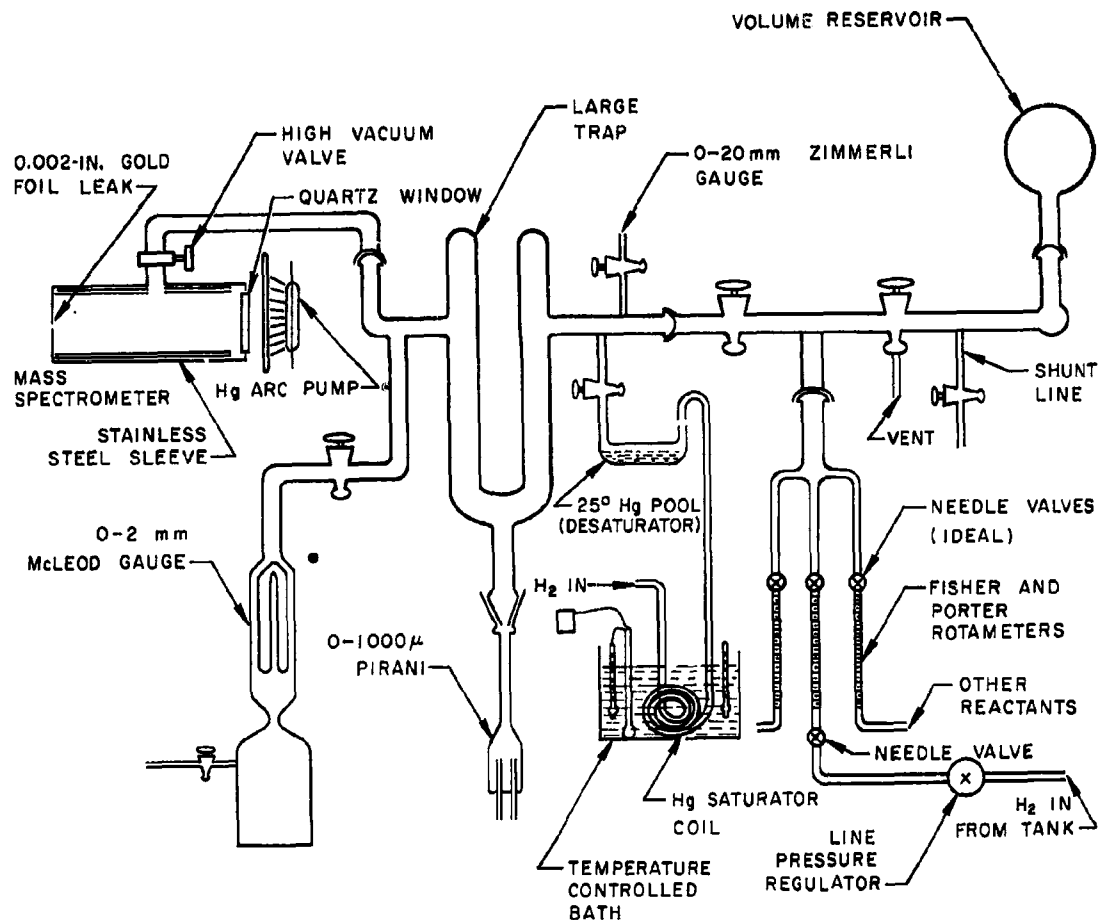 VOLUME RESERVOIR
LARGE
TRAP
HIGH VACUUM
VALVE
0-20mm ZIMMERLI
GAUGE
0.002-IN. GOLD
FOIL LEAK
QUARTZ WINDOW
Hg ARC PUMP
MASS
SPECTROMETER
STAINLESS
STEEL SLEEVE
SHUNT
LINE
VENT
25° Hg POOL
(DESATURATOR)
NEEDLE VALVES
(IDEAL)
0-2 mm
McLEOD GAUGE
H2 IN
FISHER AND
PORTER
ROTAMETERS
0-1000μ
PIRANI
OTHER
REACTANTS
NEEDLE VALVE
Hg SATURATOR
COIL
H2 IN
FROM TANK
LINE
PRESSURE
REGULATOR
TEMPERATURE
CONTROLLED
BATH